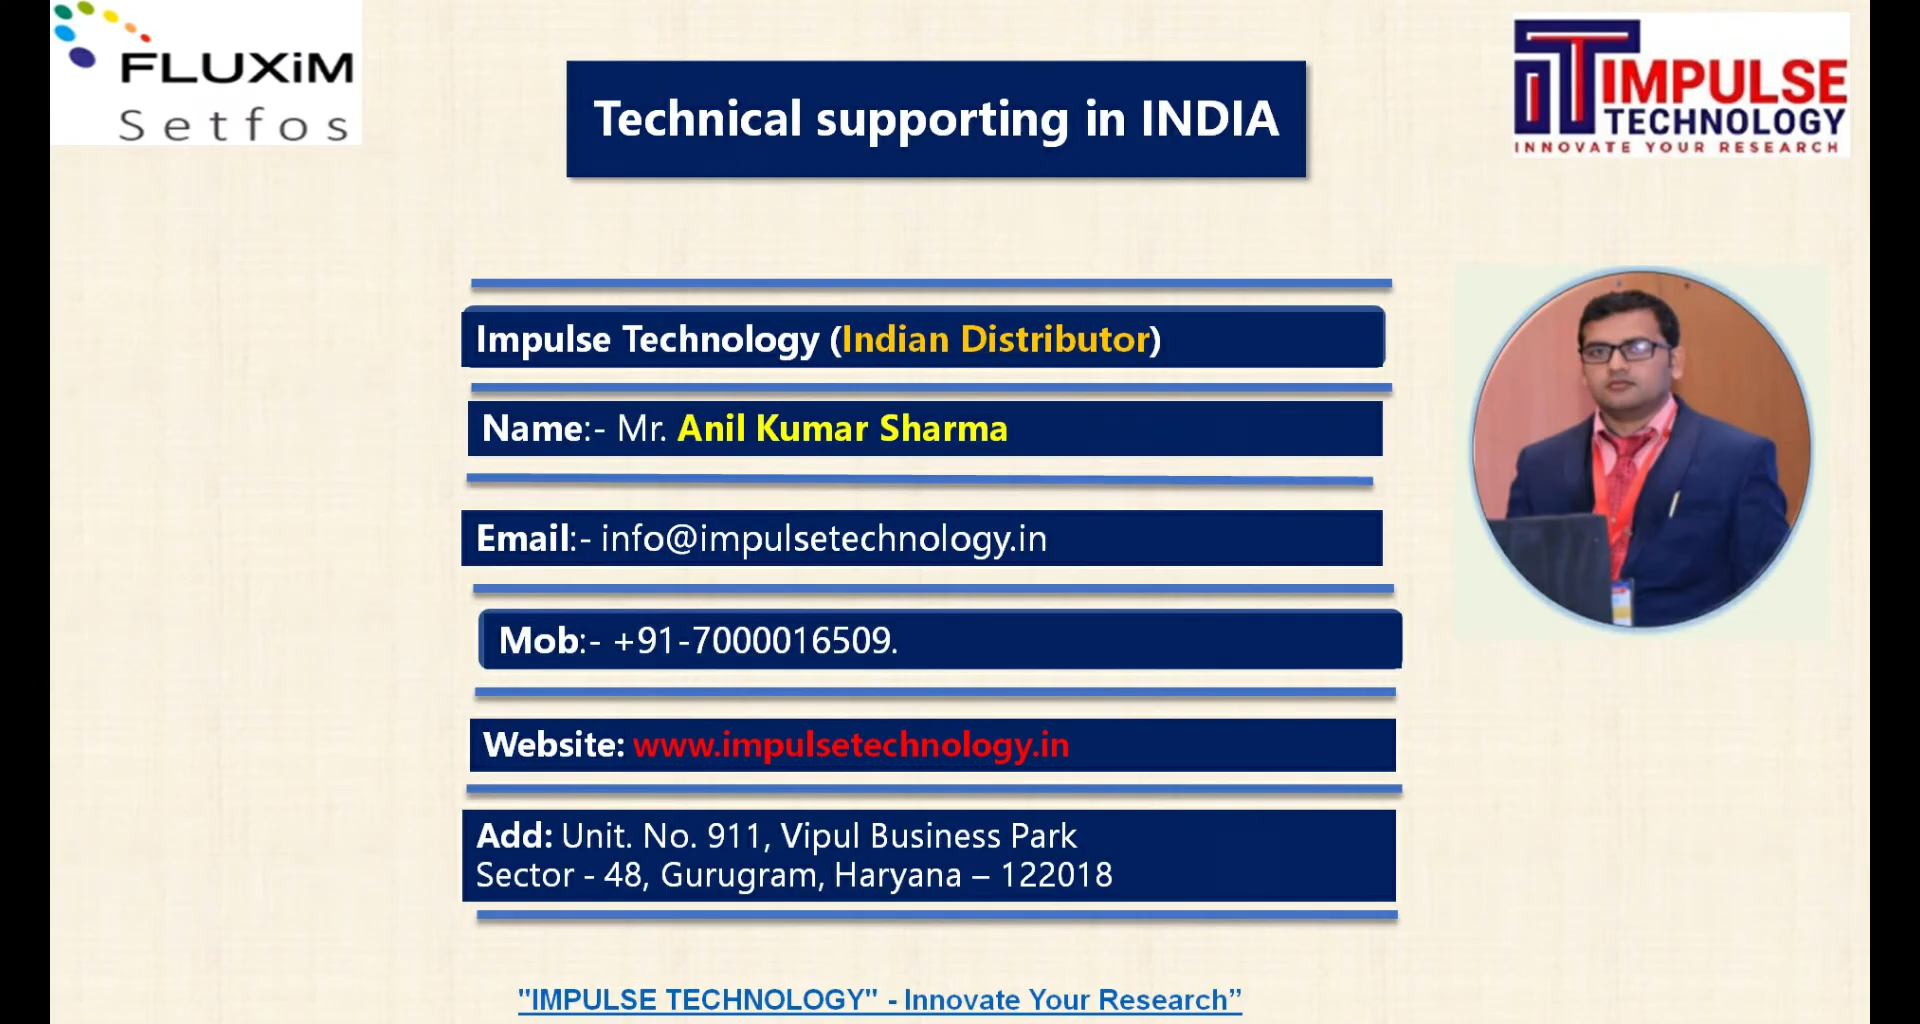 FLUXiM
Setfos
Technical supporting in INDIA
IMPULSE
TECHNOLOGY
INNOVATE YOUR RESEARCH
Impulse Technology (Indian Distributor)
Name:- Mr. Anil Kumar Sharma
Email:- info@impulsetechnology.in
Mob:- +91-7000016509.
Website: www.impulsetechnology.in
Add: Unit. No. 911, Vipul Business Park
Sector - 48, Gurugram, Haryana – 122018
"IMPULSE TECHNOLOGY" - Innovate Your Research”